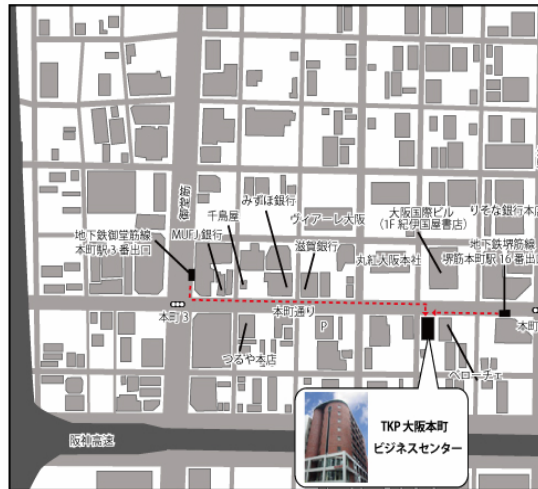 御堂筋
みずほ銀行
千鳥屋
MUFJ銀行
地下鉄御堂筋線
本町駅3番出口
ヴィアーレ大阪
滋賀銀行
大阪国際ビル
(1F 紀伊国屋書店)
りそな銀行本店
丸紅大阪本社
地下鉄堺筋線
堺筋本町駅16番出口
本町3
本町通り
本町
P
つるや本店
ベローチェ
TKP 大阪本町
ビジネスセンター
阪神高速